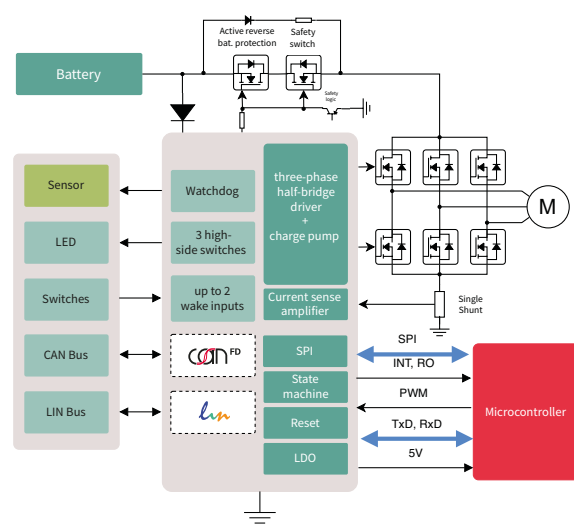 Active reverse
bat. protection
Safety
switch
Battery
Safety
logic
Sensor
LED
Switches
CAN Bus
LIN Bus
Watchdog
3 high-
side switches
up to 2
wake inputs
CAN FD
lin
three-phase
half-bridge
driver
+
charge pump
Current sense
amplifier
SPI
State
machine
Reset
LDO
M
Single
Shunt
SPI
INT, RO
PWM
TxD, RxD
5V
Microcontroller